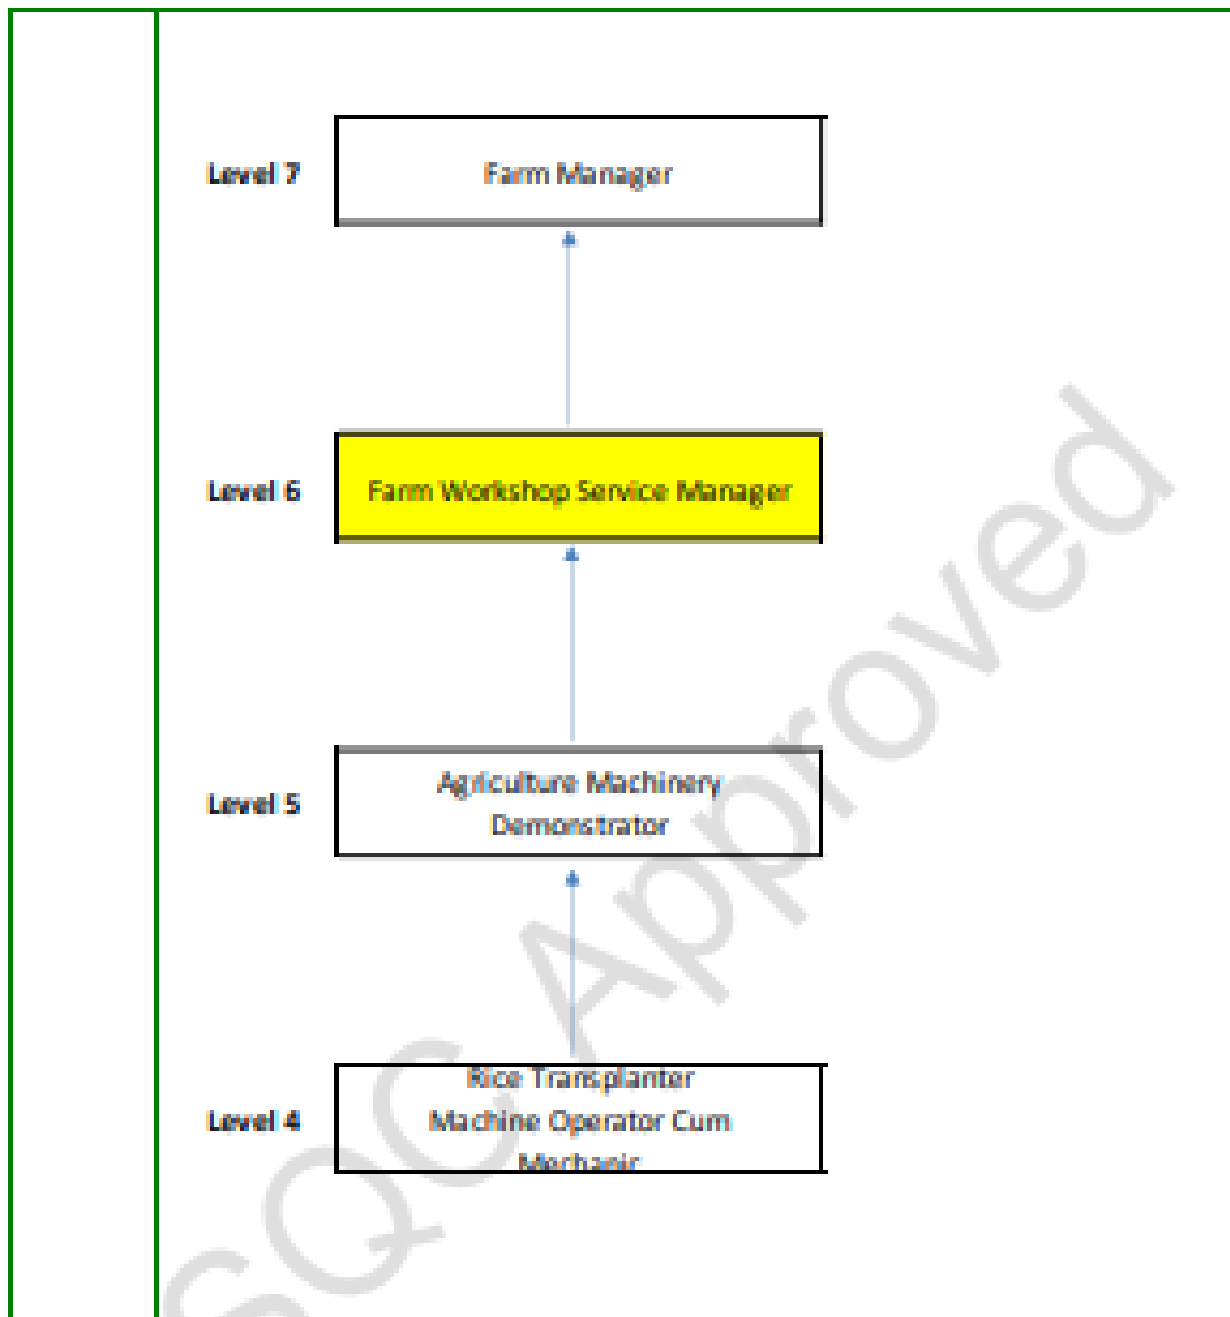 Level 7
Farm Manager
Level 6
Farm Workshop Service Manager
Level 5
Agriculture Machinery
Demonstrator
Level 4
Rice Transplanter
Machine Operator Cum
Mechanic
SQC Approved